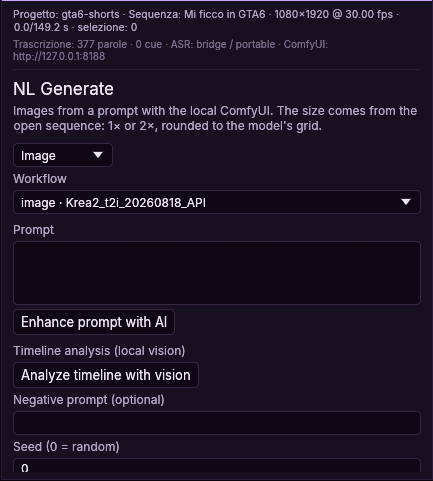 Progetto: gta6-shorts · Sequenza: Mi ficco in GTA6 · 1080×1920 @ 30.00 fps ·
0.0/149.2 s · selezione: 0
Trascrizione: 377 parole · 0 cue · ASR: bridge / portable · ComfyUI:
http://127.0.0.1:8188
NL Generate
Images from a prompt with the local ComfyUI. The size comes from the
open sequence: 1× or 2×, rounded to the model's grid.
Image
Workflow
image · Krea2_t2i_20260818_API
Prompt
Enhance prompt with AI
Timeline analysis (local vision)
Analyze timeline with vision
Negative prompt (optional)
Seed (0 = random)
0